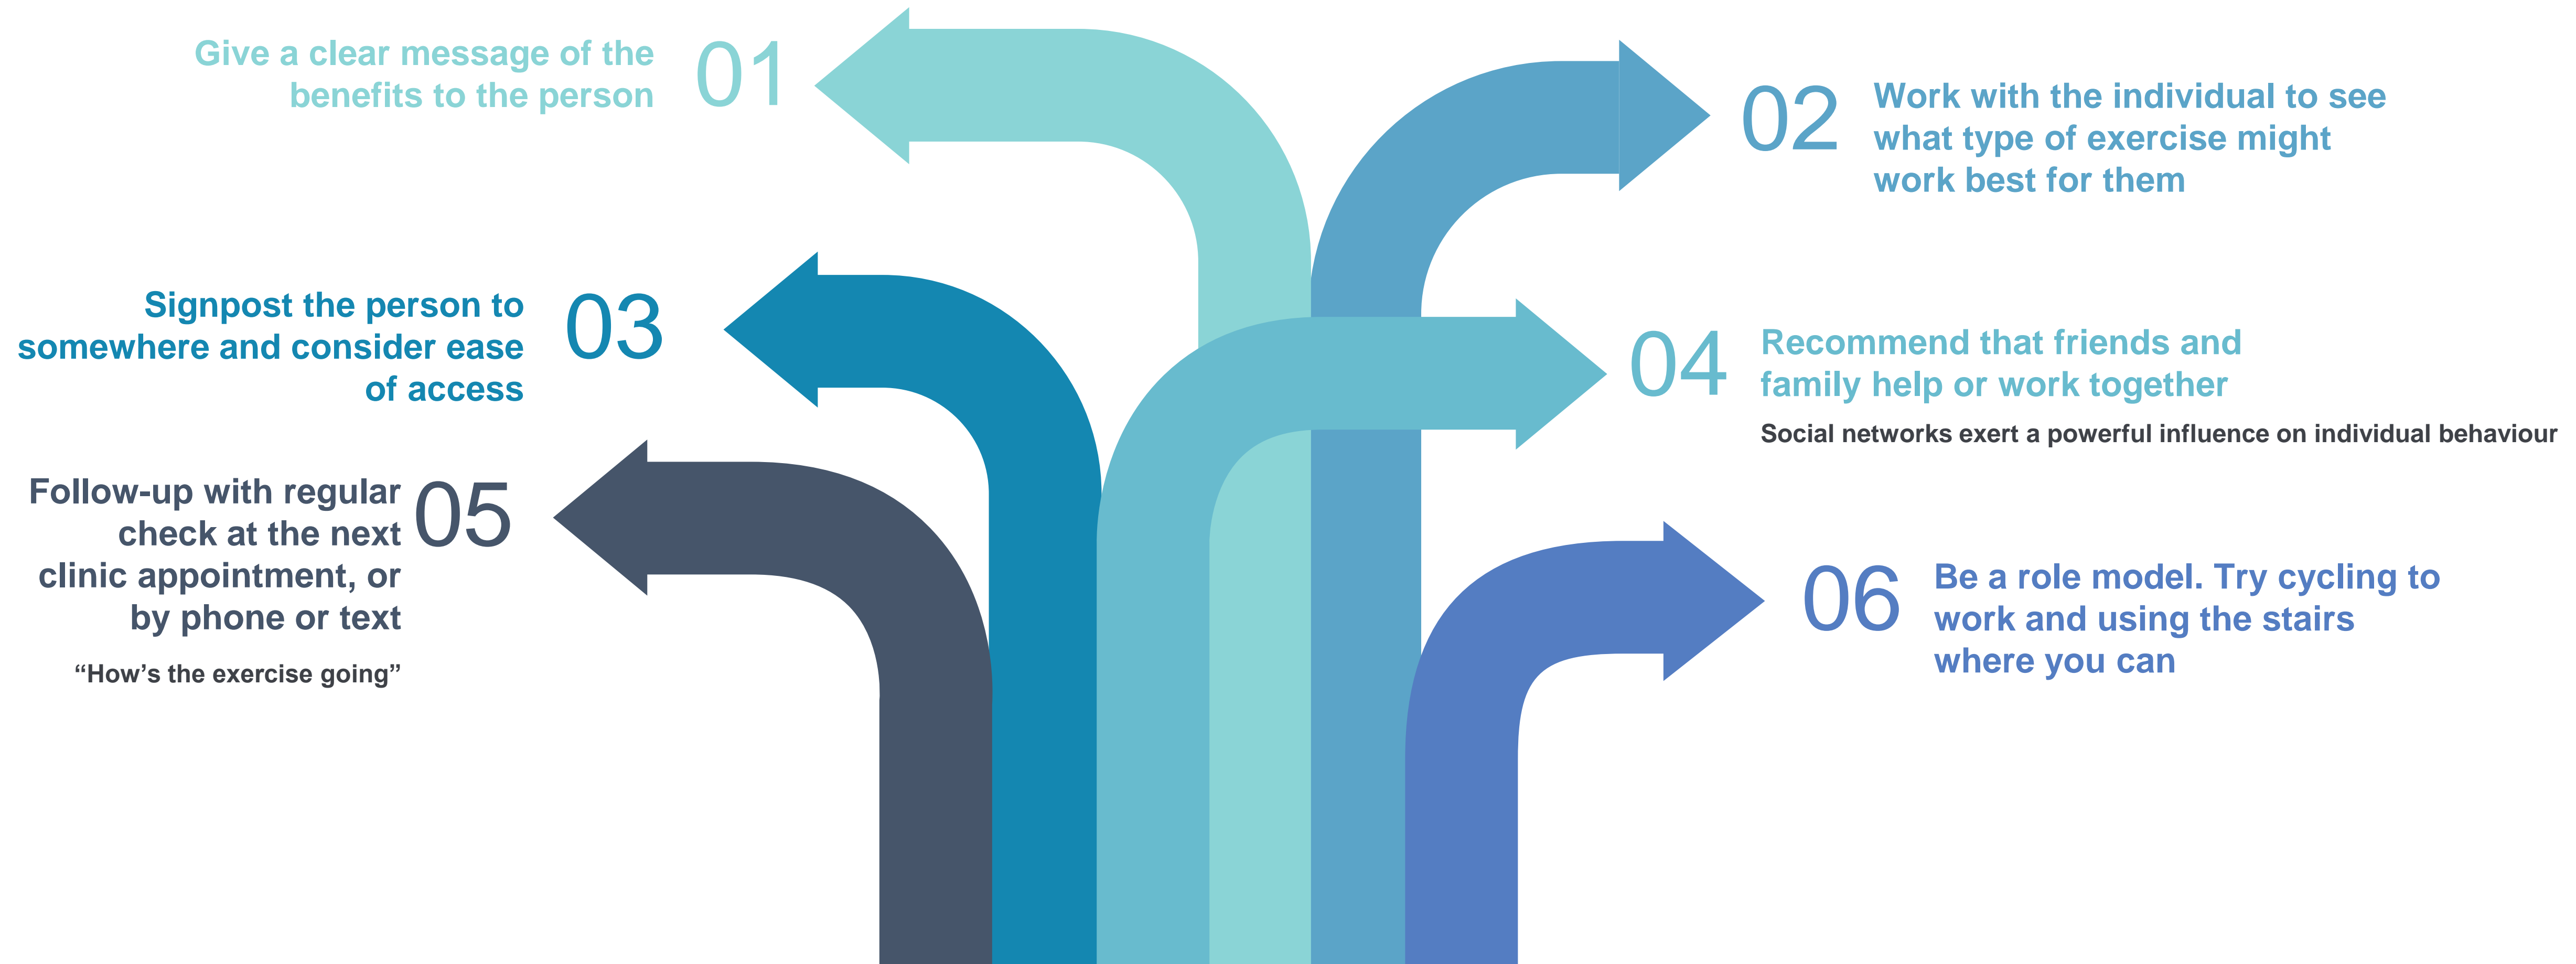 01
Give a clear message of the
benefits to the person
02
Work with the individual to see
what type of exercise might
work best for them
03
Signpost the person to
somewhere and consider ease
of access
04
Recommend that friends and
family help or work together
Social networks exert a powerful influence on individual behaviour
05
Follow-up with regular
check at the next
clinic appointment, or
by phone or text
“How’s the exercise going”
06
Be a role model. Try cycling to
work and using the stairs
where you can